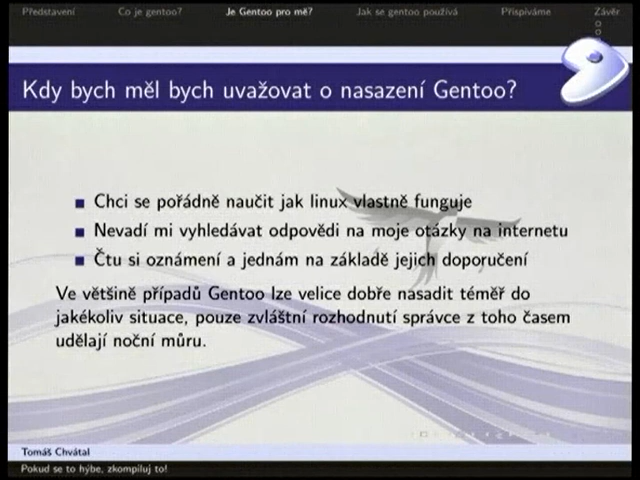 Představení Co je gentoo? Je Gentoo pro mě? Jak se gentoo používá Přispíváme Závěr
Kdy bych měl bych uvažovat o nasazení Gentoo?
Chci se pořádně naučit jak linux vlastně funguje
Nevadí mi vyhledávat odpovědi na moje otázky na internetu
Čtu si oznámení a jednám na základě jejich doporučení
Ve většině případů Gentoo lze velice dobře nasadit téměř do
jakékoliv situace, pouze zvláštní rozhodnutí správce z toho časem
udělají noční můru.
Tomáš Chvátal
Pokud se to hýbe, zkompiluj to!